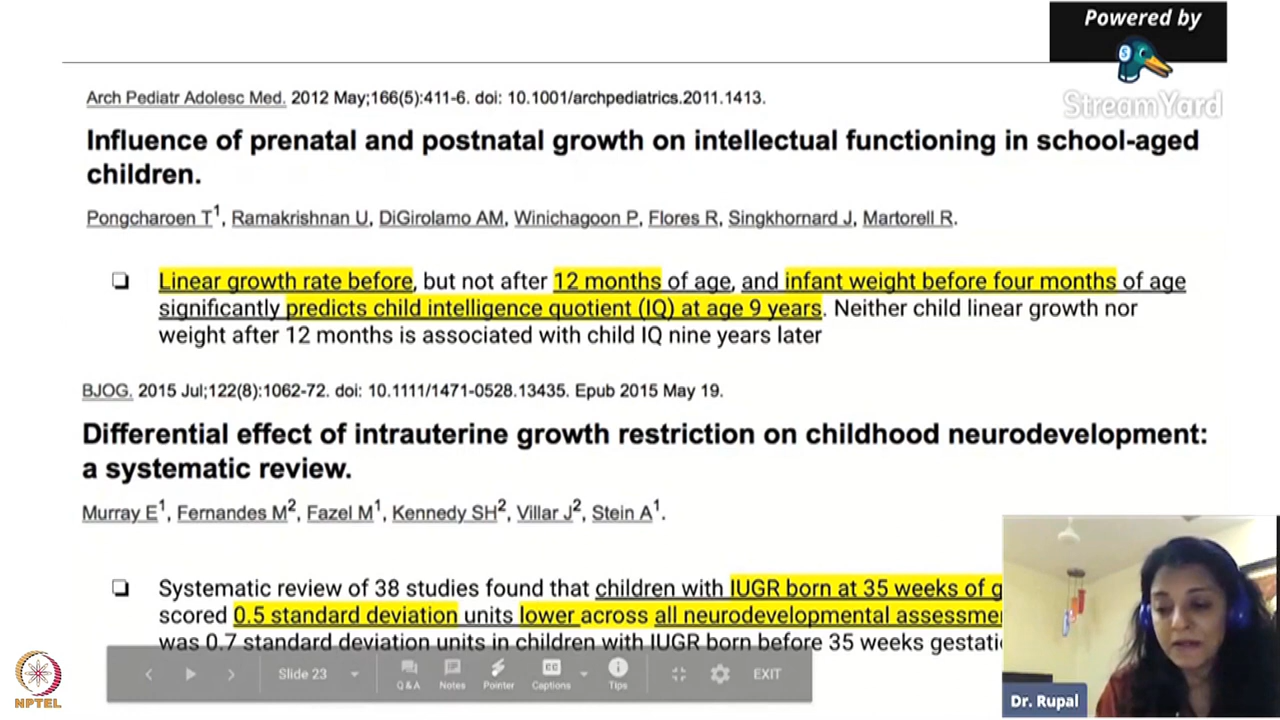 Powered by
StreamYard
Arch Pediatr Adolesc Med. 2012 May;166(5):411-6. doi: 10.1001/archpediatrics.2011.1413.
Influence of prenatal and postnatal growth on intellectual functioning in school-aged
children.
Pongcharoen T1, Ramakrishnan U, DiGirolamo AM, Winichagoon P, Flores R, Singkhornard J, Martorell R.
Linear growth rate before, but not after 12 months of age, and infant weight before four months of age
significantly predicts child intelligence quotient (IQ) at age 9 years. Neither child linear growth nor
weight after 12 months is associated with child IQ nine years later
BJOG. 2015 Jul;122(8):1062-72. doi: 10.1111/1471-0528.13435. Epub 2015 May 19.
Differential effect of intrauterine growth restriction on childhood neurodevelopment:
a systematic review.
Murray E1, Fernandes M2, Fazel M1, Kennedy SH2, Villar J2, Stein A1.
Systematic review of 38 studies found that children with IUGR born at 35 weeks of
scored 0.5 standard deviation units lower across all neurodevelopmental
was 0.7 standard deviation units in children with IUGR born before 35 weeks
Slide 23
Q&A
Notes
Pointer
CC
Captions
Tips
EXIT
NPTEL
Dr. Rupal